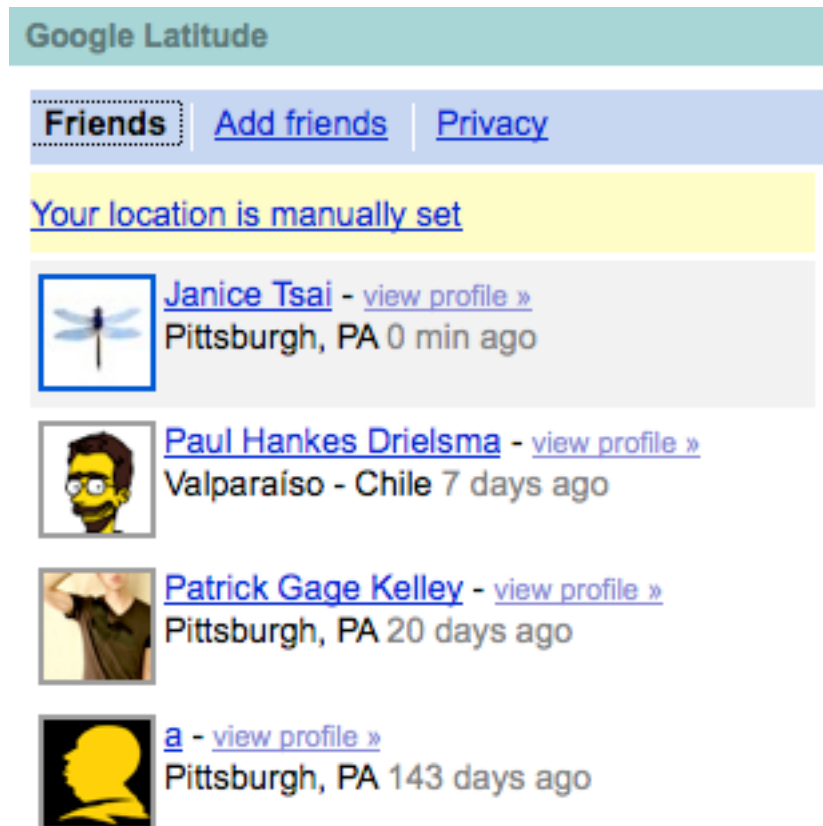 Google Latitude
Friends Add friends Privacy
Your location is manually set
Janice Tsai - view profile »
Pittsburgh, PA 0 min ago
Paul Hankes Drielsma - view profile »
Valparaíso - Chile 7 days ago
Patrick Gage Kelley - view profile »
Pittsburgh, PA 20 days ago
a - view profile »
Pittsburgh, PA 143 days ago